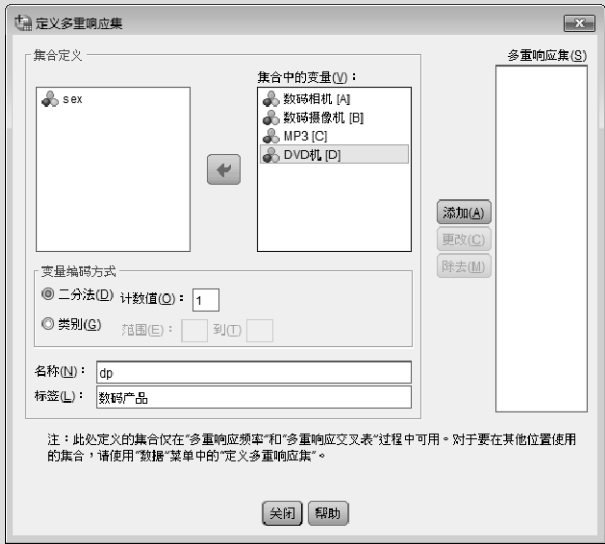 定义多重响应集
集合定义
sex
集合中的变量(V)：
数码相机 [A]
数码摄像机 [B]
MP3 [C]
DVD机 [D]
变量编码方式
二分法(D) 计数值(O)： 1
类别(G) 范围(E)： 到(T)
名称(N)： dp
标签(L)： 数码产品
多重响应集(S)
添加(A)
更改(C)
除去(M)
注：此处定义的集合仅在"多重响应频率"和"多重响应交叉表"过程中可用。对于要在其他位置使用
的集合，请使用"数据"菜单中的"定义多重响应集"。
关闭 帮助